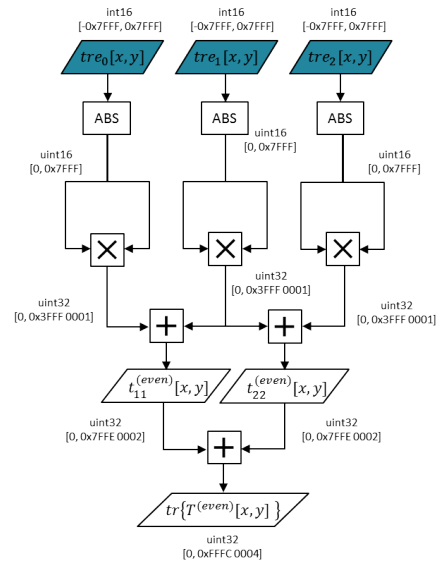 int16 int16 int16
[-0x7FFF, 0x7FFF] [-0x7FFF, 0x7FFF] [-0x7FFF, 0x7FFF]
tre₀[x, y] tre₁[x, y] tre₂[x, y]
ABS ABS ABS
uint16
[0, 0x7FFF]
uint16 uint16
[0, 0x7FFF] [0, 0x7FFF]
× × ×
uint32
[0, 0x3FFF 0001]
uint32 uint32
[0, 0x3FFF 0001] [0, 0x3FFF 0001]
+ +
t₁₁^(even)[x, y] t₂₂^(even)[x, y]
uint32 uint32
[0, 0x7FFE 0002] [0, 0x7FFE 0002]
+
tr{T^(even)[x, y] }
uint32
[0, 0xFFFC 0004]